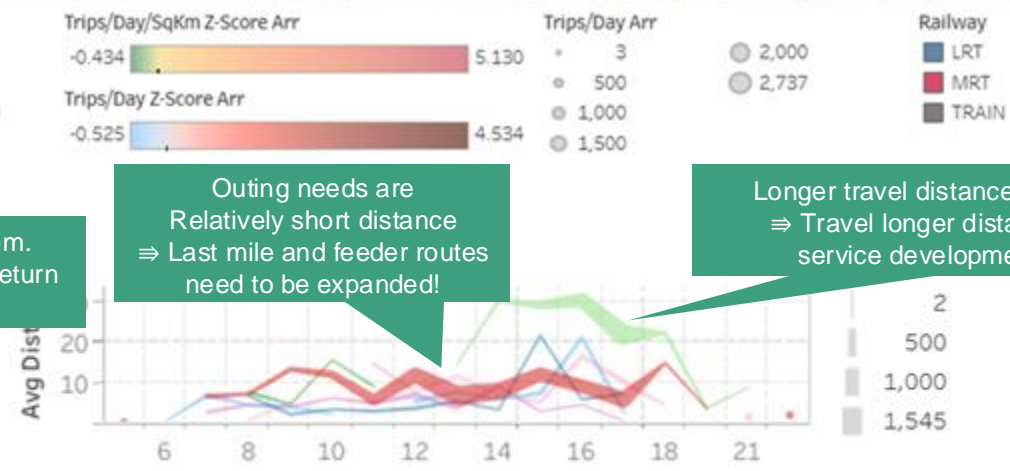 Trips/Day/SqKm Z-Score Arr
-0.434 5.130
Trips/Day Z-Score Arr
-0.525 4.534
Trips/Day Arr
3
500
1,000
1,500
2,000
2,737
Railway
LRT
MRT
TRAIN
m.
eturn
Outing needs are
Relatively short distance
⇛ Last mile and feeder routes
need to be expanded!
Longer travel distance
⇛ Travel longer dista
service developme
Avg Dist
20
10
6 8 10 12 14 16 18 21
2
500
1,000
1,545